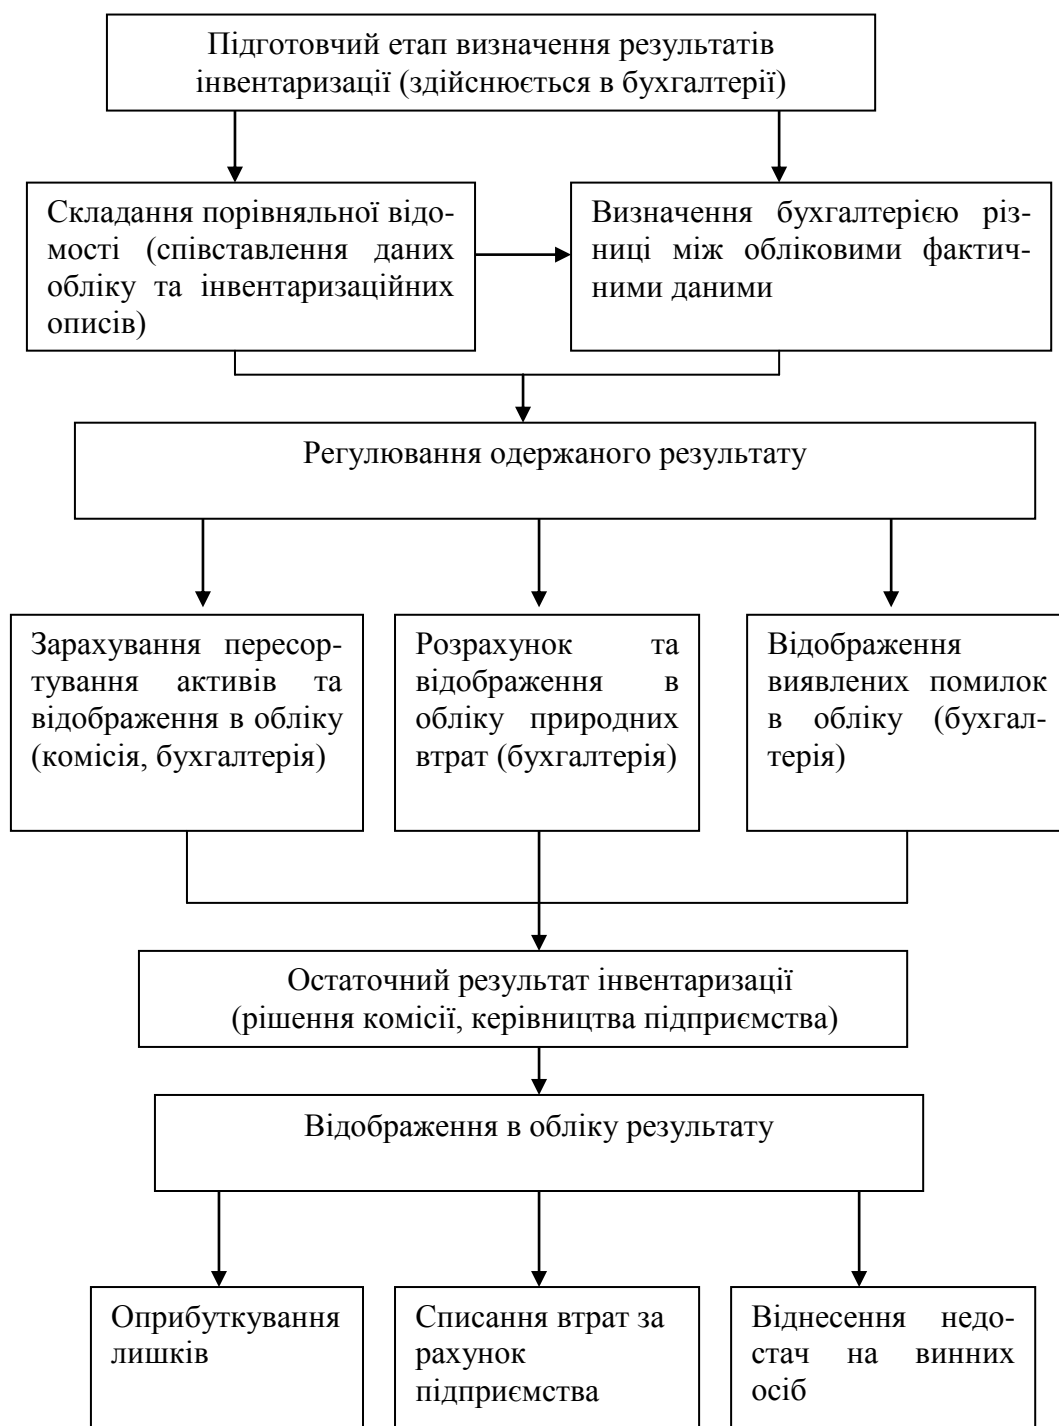 Підготовчий етап визначення результатів
інвентаризації (здійснюється в бухгалтерії)
Складання порівняльної відо-
мості (співставлення даних
обліку та інвентаризаційних
описів)
Визначення бухгалтерією різ-
ниці між обліковими фактич-
ними даними
Регулювання одержаного результату
Зарахування пересор-
тування активів та
відображення в обліку
(комісія, бухгалтерія)
Розрахунок та
відображення в
обліку природних
втрат (бухгалтерія)
Відображення
виявлених помилок
в обліку (бухгал-
терія)
Остаточний результат інвентаризації
(рішення комісії, керівництва підприємства)
Відображення в обліку результату
Оприбуткування
лишків
Списання втрат за
рахунок
підприємства
Віднесення недо-
стач на винних
осіб